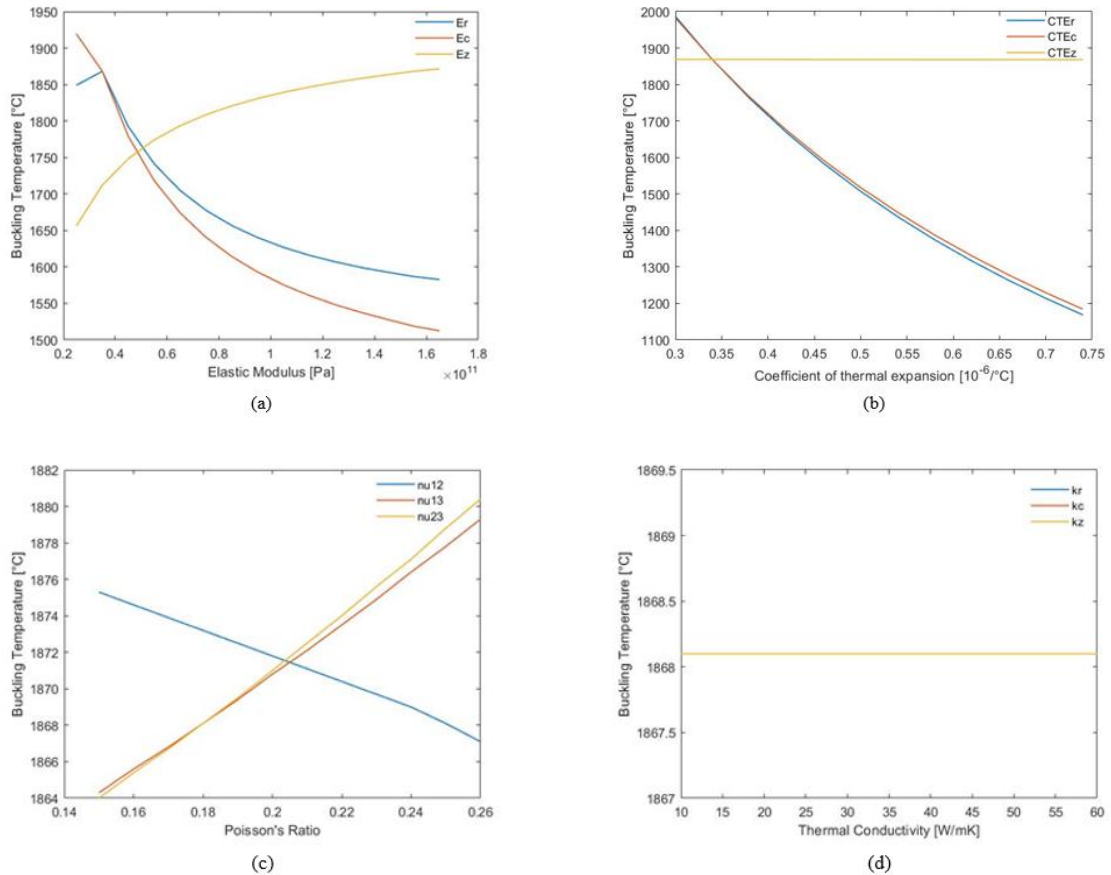 1950
1900
1850
1800
1750
1700
1650
1600
1550
1500
Buckling Temperature [°C]
Er
Ec
Ez
0.2 0.4 0.6 0.8 1 1.2 1.4 1.6 1.8
Elastic Modulus [Pa]
×10^11
(a)
2000
1900
1800
1700
1600
1500
1400
1300
1200
1100
Buckling Temperature [°C]
CTEr
CTEc
CTEz
0.3 0.35 0.4 0.45 0.5 0.55 0.6 0.65 0.7 0.75
Coefficient of thermal expansion [10^-6/°C]
(b)
1882
1880
1878
1876
1874
1872
1870
1868
1866
1864
Buckling Temperature [°C]
nu12
nu13
nu23
0.14 0.16 0.18 0.2 0.22 0.24 0.26
Poisson's Ratio
(c)
1869.5
1869
1868.5
1868
1867.5
1867
Buckling Temperature [°C]
kr
kc
kz
10 15 20 25 30 35 40 45 50 55 60
Thermal Conductivity [W/mK]
(d)